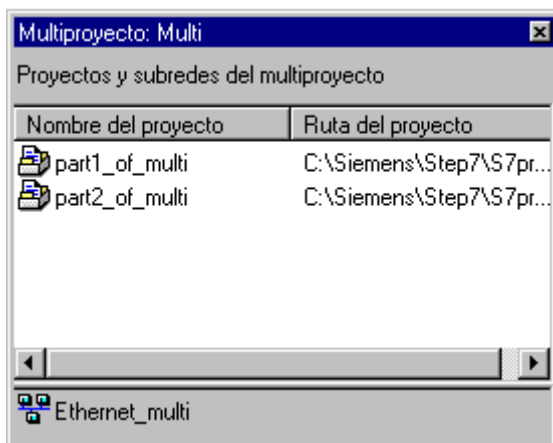 Multiproyecto: Multi
Proyectos y subredes del multiproyecto
Nombre del proyecto Ruta del proyecto
part1_of_multi C:\Siemens\Step7\S7pr...
part2_of_multi C:\Siemens\Step7\S7pr...
Ethernet_multi